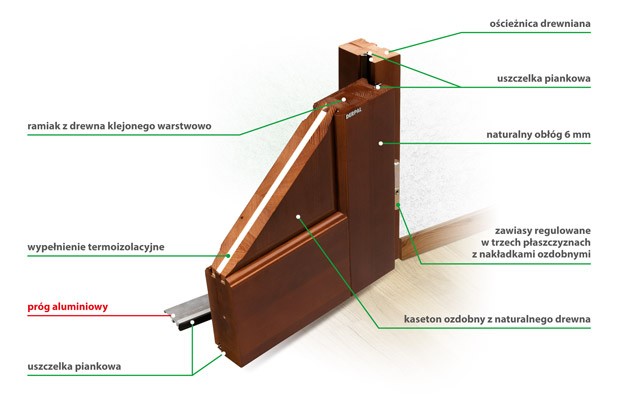 ościeżnica drewniana
uszczelka piankowa
ramiak z drewna klejonego warstwowo
naturalny obłóg 6 mm
DERPAL
zawiasy regulowane
w trzech płaszczyznach
z nakładkami ozdobnymi
wypełnienie termoizolacyjne
próg aluminiowy
kaseton ozdobny z naturalnego drewna
uszczelka piankowa